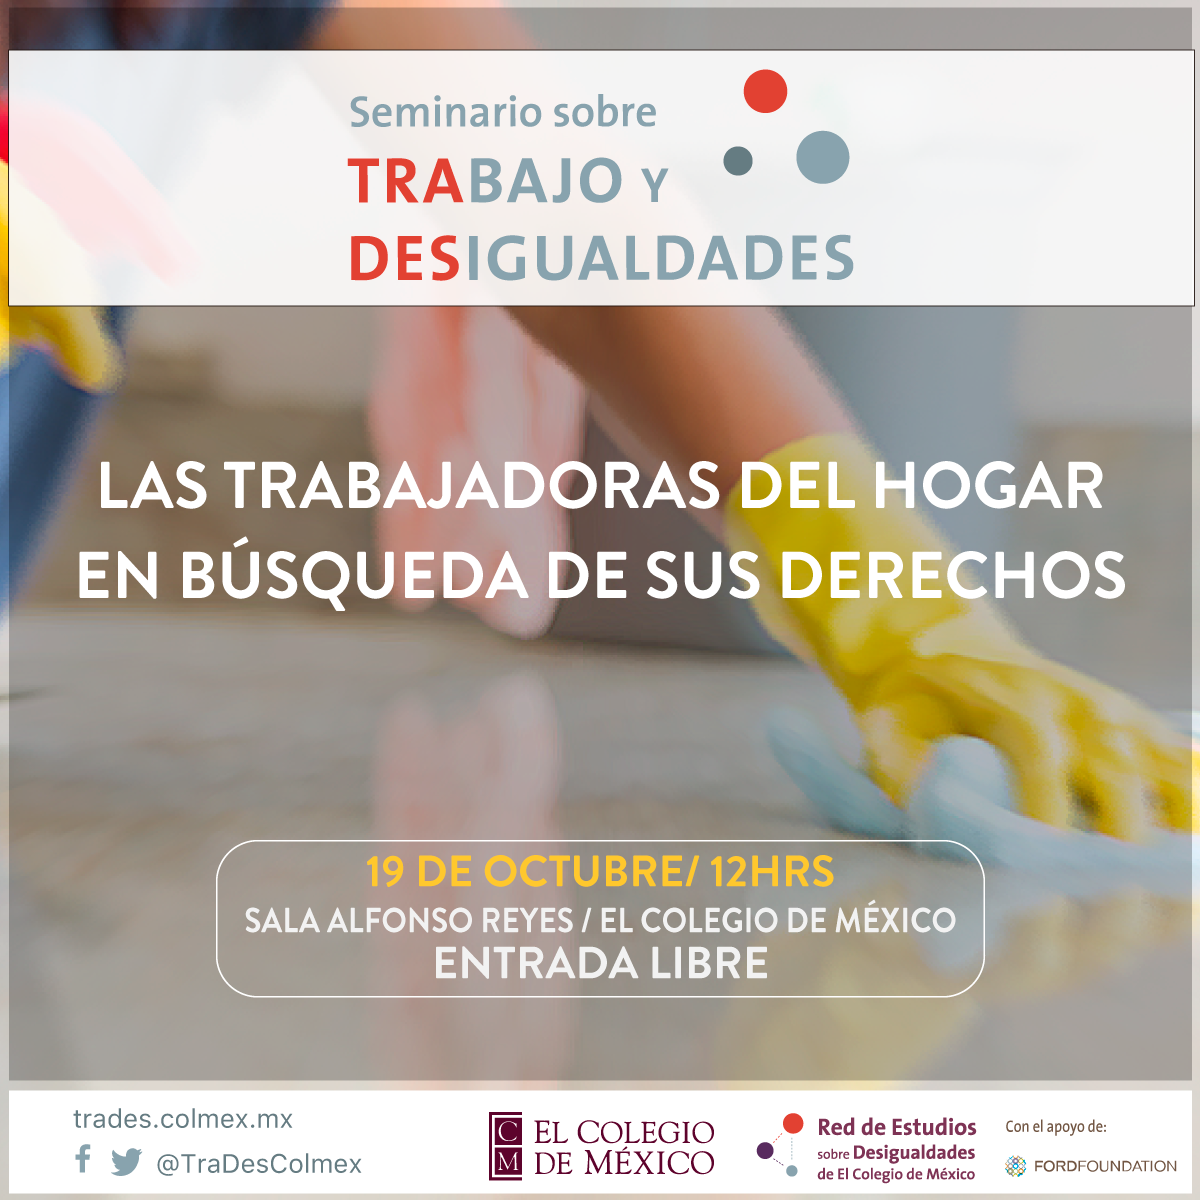 Seminario sobre
TRABAJO Y
DESIGUALDADES
LAS TRABAJADORAS DEL HOGAR
EN BÚSQUEDA DE SUS DERECHOS
19 DE OCTUBRE/ 12HRS
SALA ALFONSO REYES / EL COLEGIO DE MÉXICO
ENTRADA LIBRE
trades.colmex.mx
@TraDesColmex
C
M
EL COLEGIO
DE MÉXICO
Red de Estudios
sobre Desigualdades
de El Colegio de México
Con el apoyo de:
FORDFOUNDATION